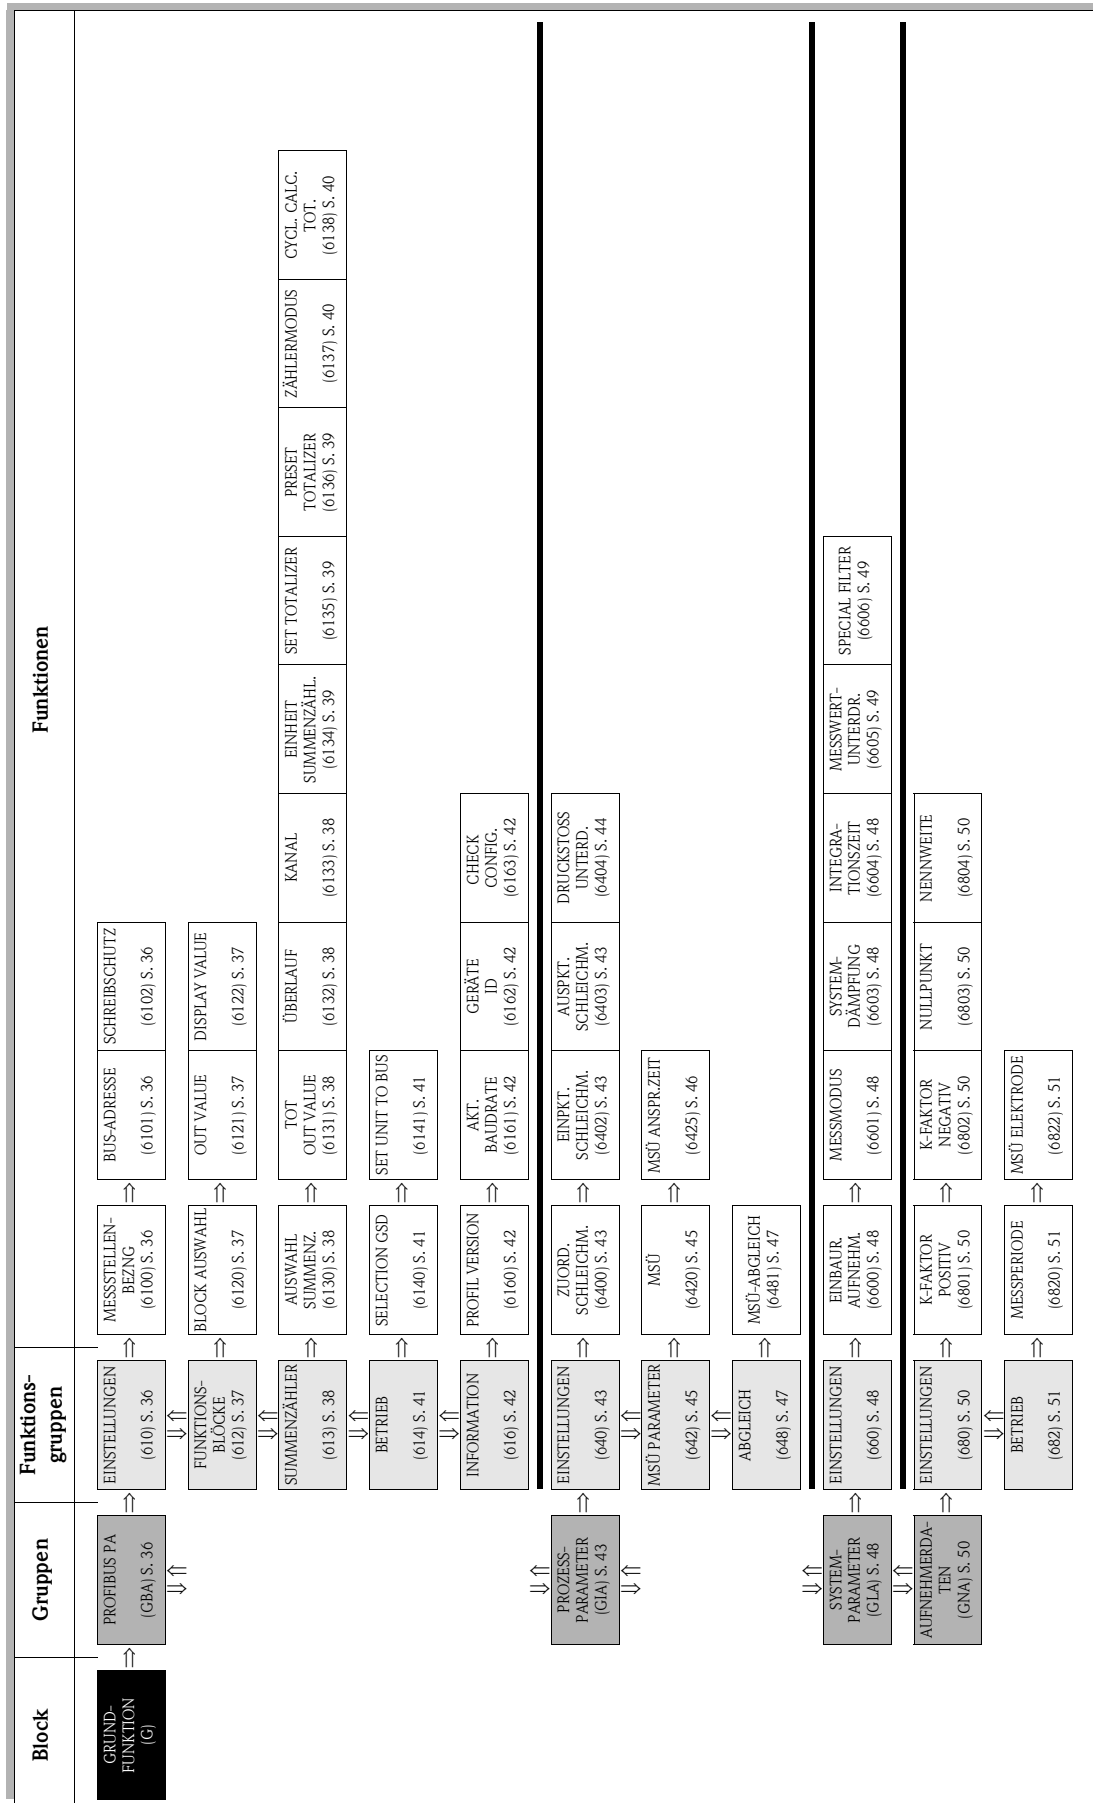 Block
Gruppen
Funktions-
gruppen
Funktionen
GRUND-
FUNKTION
(G)
PROFIBUS PA
(GBA) S. 36
EINSTELLUNGEN
(610) S. 36
MESSSTELLEN-
BEZNG
(6100) S. 36
BUS-ADRESSE
(6101) S. 36
SCHREIBSCHUTZ
(6102) S. 36
FUNKTIONS-
BLÖCKE
(612) S. 37
BLOCK AUSWAHL
(6120) S. 37
OUT VALUE
(6121) S. 37
DISPLAY VALUE
(6122) S. 37
SUMMENZÄHLER
(613) S. 38
AUSWAHL
SUMMENZ.
(6130) S. 38
TOT
OUT VALUE
(6131) S. 38
ÜBERLAUF
(6132) S. 38
KANAL
(6133) S. 38
EINHEIT
SUMMENZÄHL.
(6134) S. 39
SET TOTALIZER
(6135) S. 39
PRESET
TOTALIZER
(6136) S. 39
ZÄHLERMODUS
(6137) S. 40
CYCL. CALC.
TOT.
(6138) S. 40
BETRIEB
(614) S. 41
SELECTION GSD
(6140) S. 41
SET UNIT TO BUS
(6141) S. 41
INFORMATION
(616) S. 42
PROFIL VERSION
(6160) S. 42
AKT.
BAUDRATE
(6161) S. 42
GERÄTE
ID
(6162) S. 42
CHECK
CONFIG.
(6163) S. 42
PROZESS-
PARAMETER
(GIA) S. 43
EINSTELLUNGEN
(640) S. 43
ZUORD.
SCHLEICHM.
(6400) S. 43
EINPKT.
SCHLEICHM.
(6402) S. 43
AUSPKT.
SCHLEICHM.
(6403) S. 43
DRUCKSTOSS
UNTERD.
(6404) S. 44
MSÜ PARAMETER
(642) S. 45
MSÜ
(6420) S. 45
MSÜ ANSPR.ZEIT
(6425) S. 46
ABGLEICH
(648) S. 47
MSÜ-ABGLEICH
(6481) S. 47
SYSTEM-
PARAMETER
(GLA) S. 48
EINSTELLUNGEN
(660) S. 48
EINBAUR.
AUFNEHM.
(6600) S. 48
MESSMODUS
(6601) S. 48
SYSTEM-
DÄMPFUNG
(6603) S. 48
INTEGRA-
TIONSZEIT
(6604) S. 48
MESSWERT-
UNTERDR.
(6605) S. 49
SPECIAL FILTER
(6606) S. 49
AUFNEHMERDA-
TEN
(GNA) S. 50
EINSTELLUNGEN
(680) S. 50
K-FAKTOR
POSITIV
(6801) S. 50
K-FAKTOR
NEGATIV
(6802) S. 50
NULLPUNKT
(6803) S. 50
NENNWEITE
(6804) S. 50
BETRIEB
(682) S. 51
MESSPERIODE
(6820) S. 51
MSÜ ELEKTRODE
(6822) S. 51